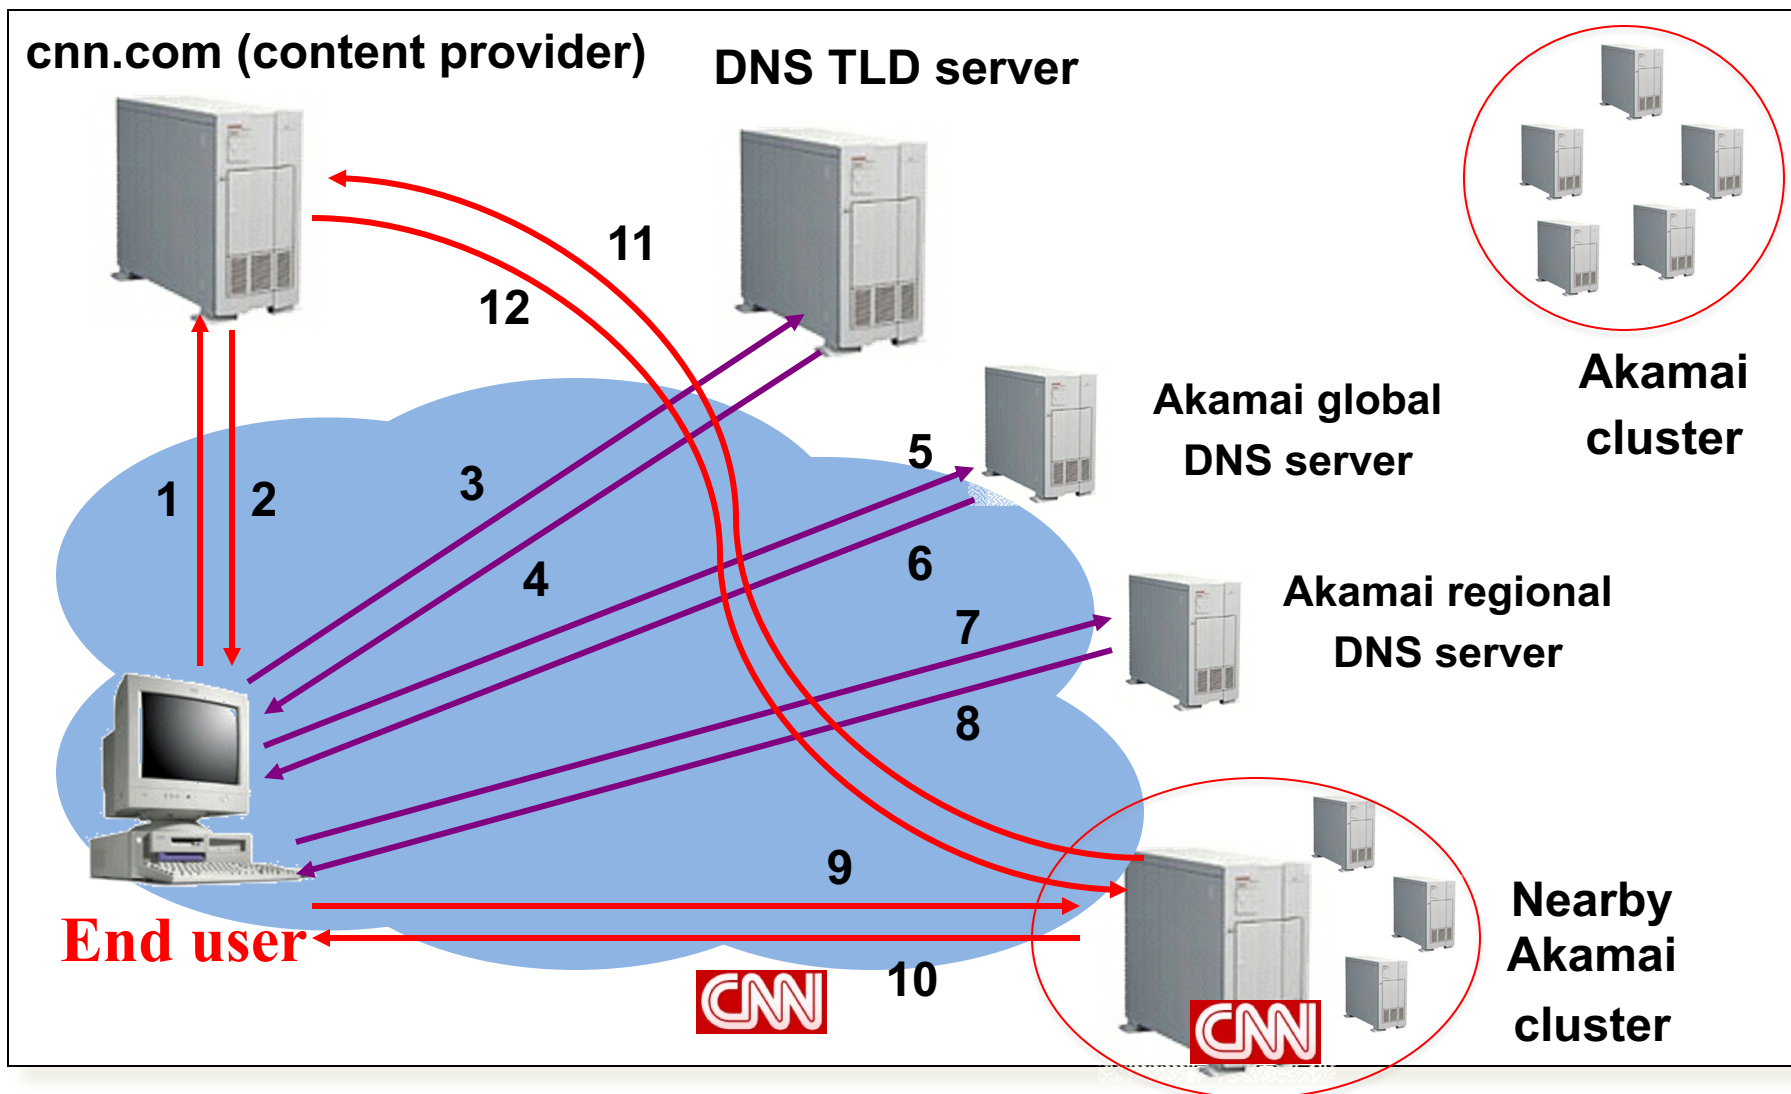 cnn.com (content provider)
DNS TLD server
11
12
Akamai
cluster
Akamai global
DNS server
5
3
1
2
6
4
Akamai regional
DNS server
7
8
9
Nearby
Akamai
cluster
End user
10
CNN
CNN